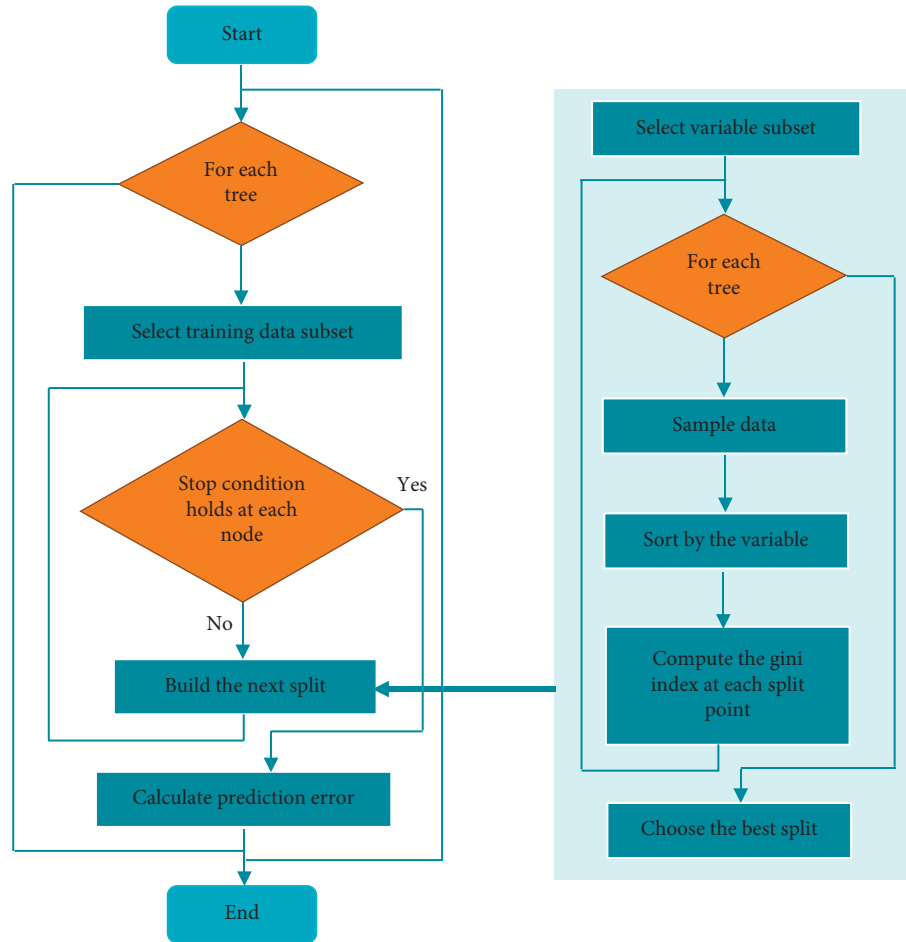 Start
For each
tree
Select training data subset
Stop condition
holds at each
node
Yes
No
Build the next split
Calculate prediction error
End
Select variable subset
For each
tree
Sample data
Sort by the variable
Compute the gini
index at each split
point
Choose the best split